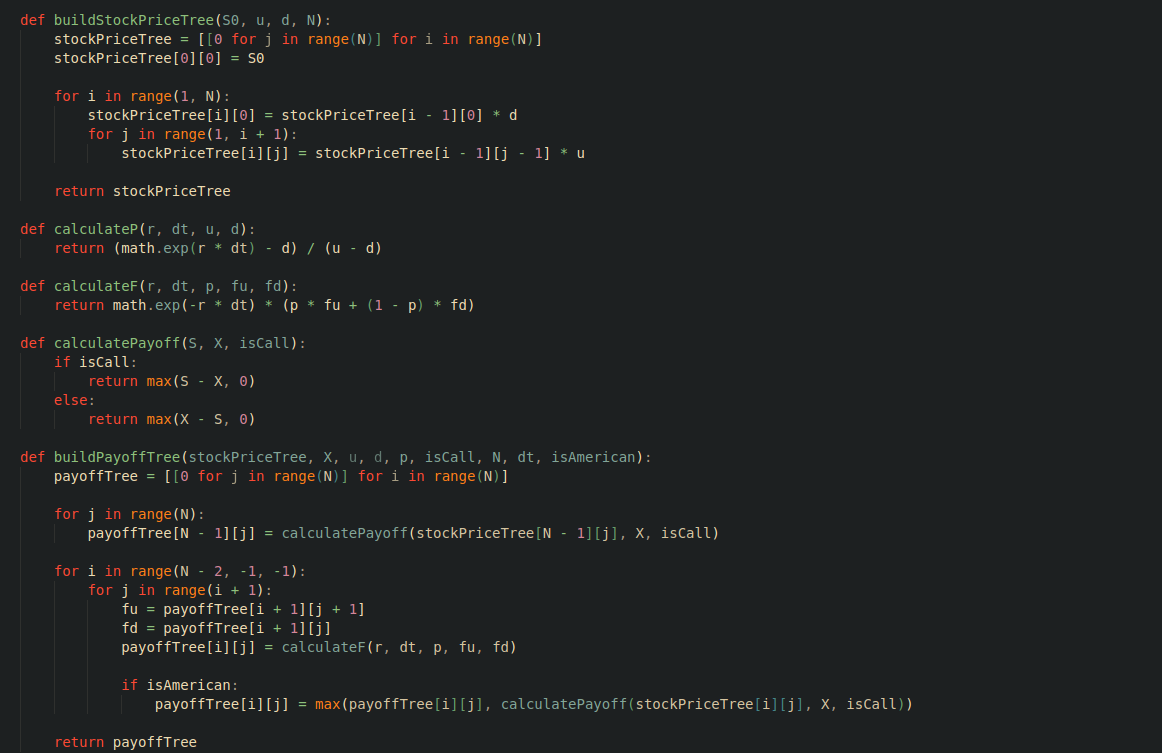 def buildStockPriceTree(S0, u, d, N):
    stockPriceTree = [[0 for j in range(N)] for i in range(N)]
    stockPriceTree[0][0] = S0

    for i in range(1, N):
        stockPriceTree[i][0] = stockPriceTree[i - 1][0] * d
        for j in range(1, i + 1):
            stockPriceTree[i][j] = stockPriceTree[i - 1][j - 1] * u

    return stockPriceTree

def calculateP(r, dt, u, d):
    return (math.exp(r * dt) - d) / (u - d)

def calculateF(r, dt, p, fu, fd):
    return math.exp(-r * dt) * (p * fu + (1 - p) * fd)

def calculatePayoff(S, X, isCall):
    if isCall:
        return max(S - X, 0)
    else:
        return max(X - S, 0)

def buildPayoffTree(stockPriceTree, X, u, d, p, isCall, N, dt, isAmerican):
    payoffTree = [[0 for j in range(N)] for i in range(N)]

    for j in range(N):
        payoffTree[N - 1][j] = calculatePayoff(stockPriceTree[N - 1][j], X, isCall)

    for i in range(N - 2, -1, -1):
        for j in range(i + 1):
            fu = payoffTree[i + 1][j + 1]
            fd = payoffTree[i + 1][j]
            payoffTree[i][j] = calculateF(r, dt, p, fu, fd)

            if isAmerican:
                payoffTree[i][j] = max(payoffTree[i][j], calculatePayoff(stockPriceTree[i][j], X, isCall))

    return payoffTree